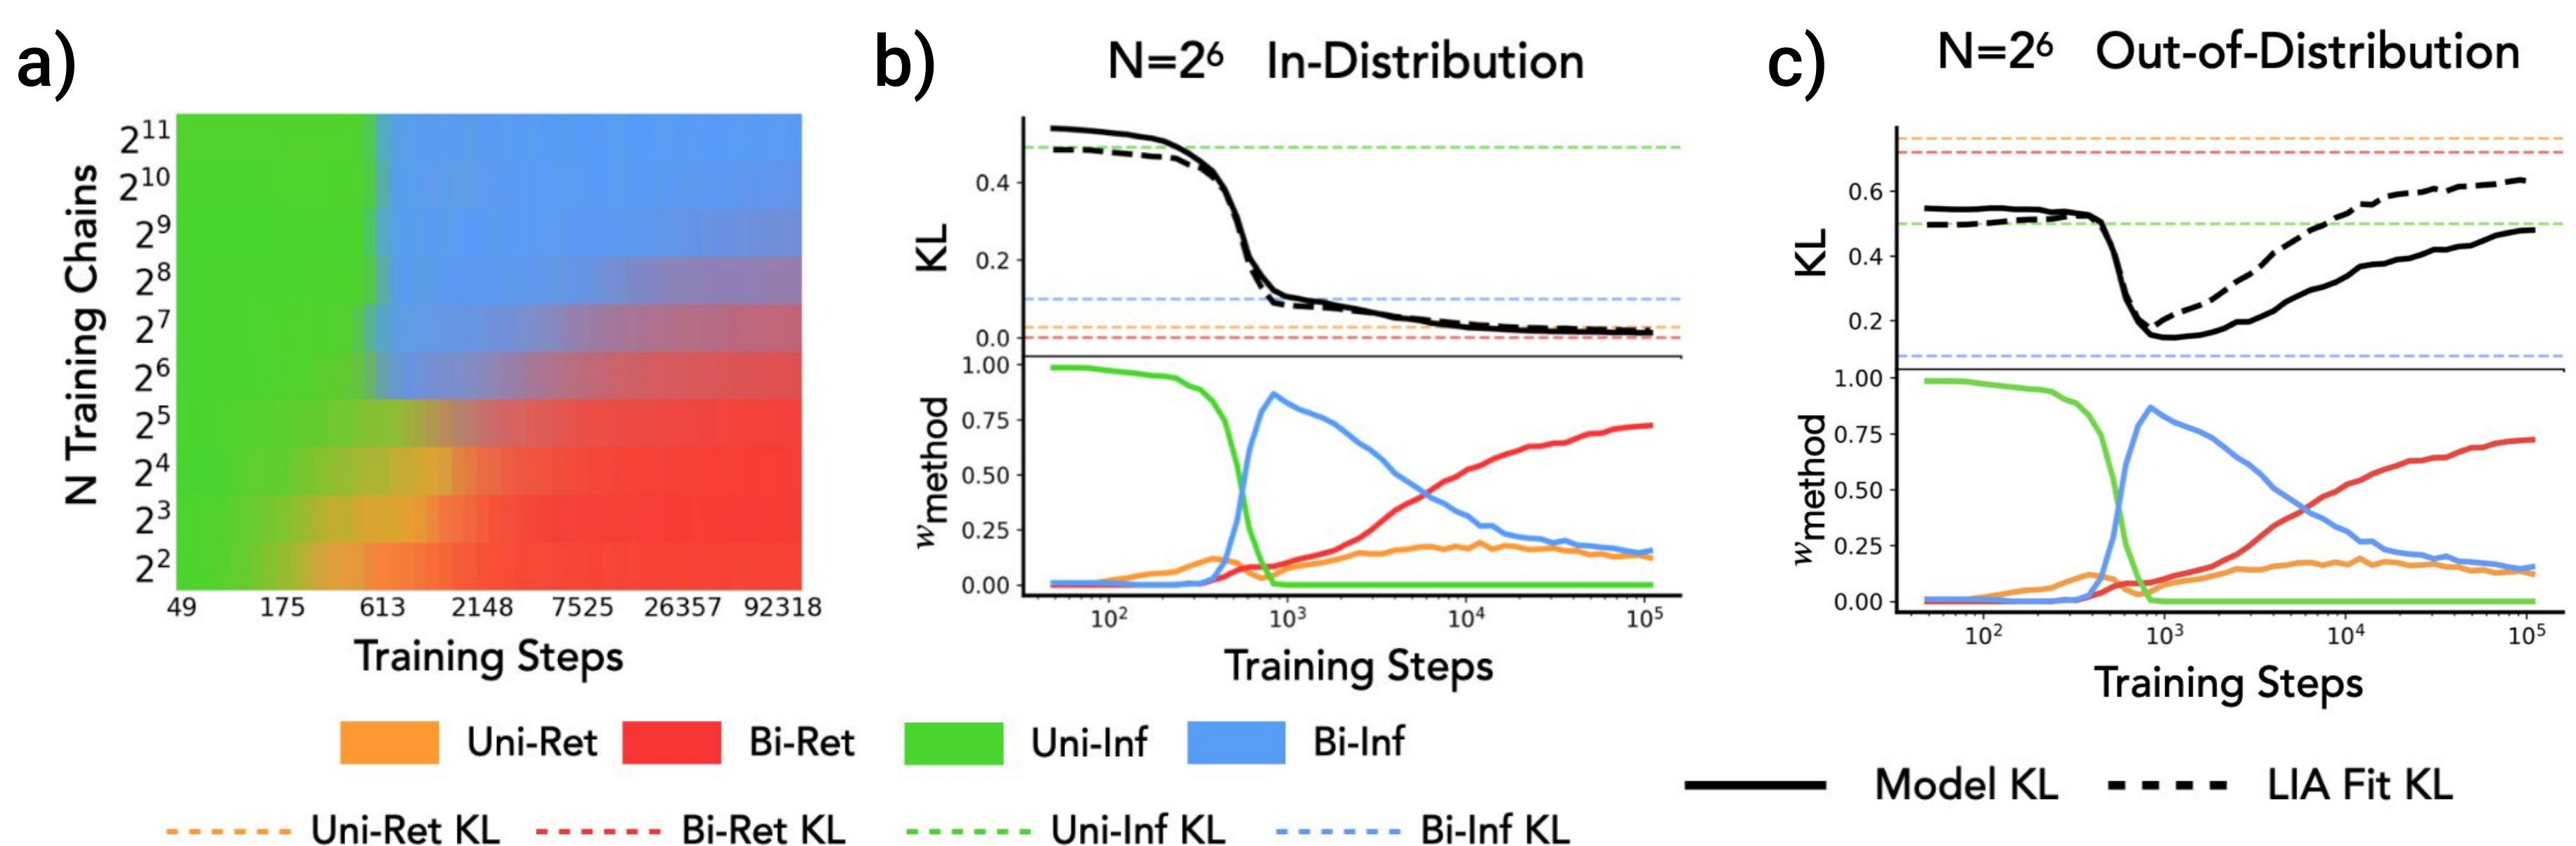 a)
N Training Chains
2¹¹
2¹⁰
2⁹
2⁸
2⁷
2⁶
2⁵
2⁴
2³
2²
49 175 613 2148 7525 26357 92318
Training Steps
b) N=2⁶ In-Distribution
KL
0.4
0.2
0.0
w_method
1.00
0.75
0.50
0.25
0.00
10² 10³ 10⁴ 10⁵
Training Steps
c) N=2⁶ Out-of-Distribution
KL
0.6
0.4
0.2
w_method
1.00
0.75
0.50
0.25
0.00
10² 10³ 10⁴ 10⁵
Training Steps
Uni-Ret Bi-Ret Uni-Inf Bi-Inf
Uni-Ret KL Bi-Ret KL Uni-Inf KL Bi-Inf KL
Model KL LIA Fit KL